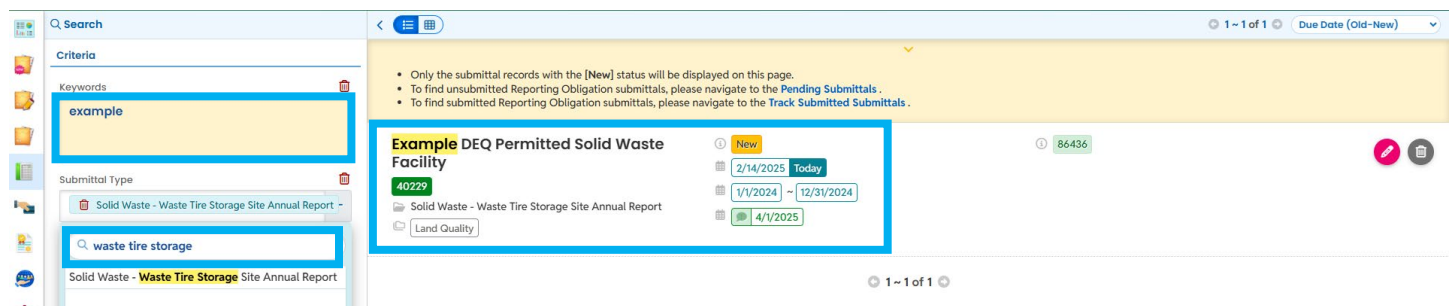 Search
Criteria
Keywords
example
Submittal Type
Solid Waste - Waste Tire Storage Site Annual Report
waste tire storage
Solid Waste - Waste Tire Storage Site Annual Report
1 ~ 1 of 1
Due Date (Old-New)
• Only the submittal records with the [New] status will be displayed on this page.
• To find unsubmitted Reporting Obligation submittals, please navigate to the Pending Submittals .
• To find submitted Reporting Obligation submittals, please navigate to the Track Submitted Submittals .
Example DEQ Permitted Solid Waste
Facility
40229
Solid Waste - Waste Tire Storage Site Annual Report
Land Quality
New
2/14/2025 Today
1/1/2024 ~ 12/31/2024
4/1/2025
86436
1 ~ 1 of 1